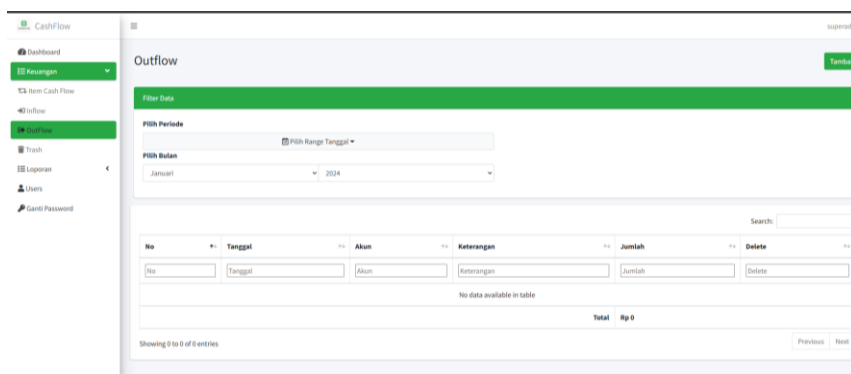 CashFlow
superad
Dashboard
Keuangan
Item Cash Flow
Inflow
OutFlow
Trash
Loporan
Users
Ganti Password
Outflow
Tamba
Filter Data
Pilih Periode
Pilih Range Tanggal
Pilih Bulan
Januari 2024
Search:
No Tanggal Akun Keterangan Jumlah Delete
No Tanggal Akun Keterangan Jumlah Delete
No data available in table
Total Rp 0
Showing 0 to 0 of 0 entries
Previous Next